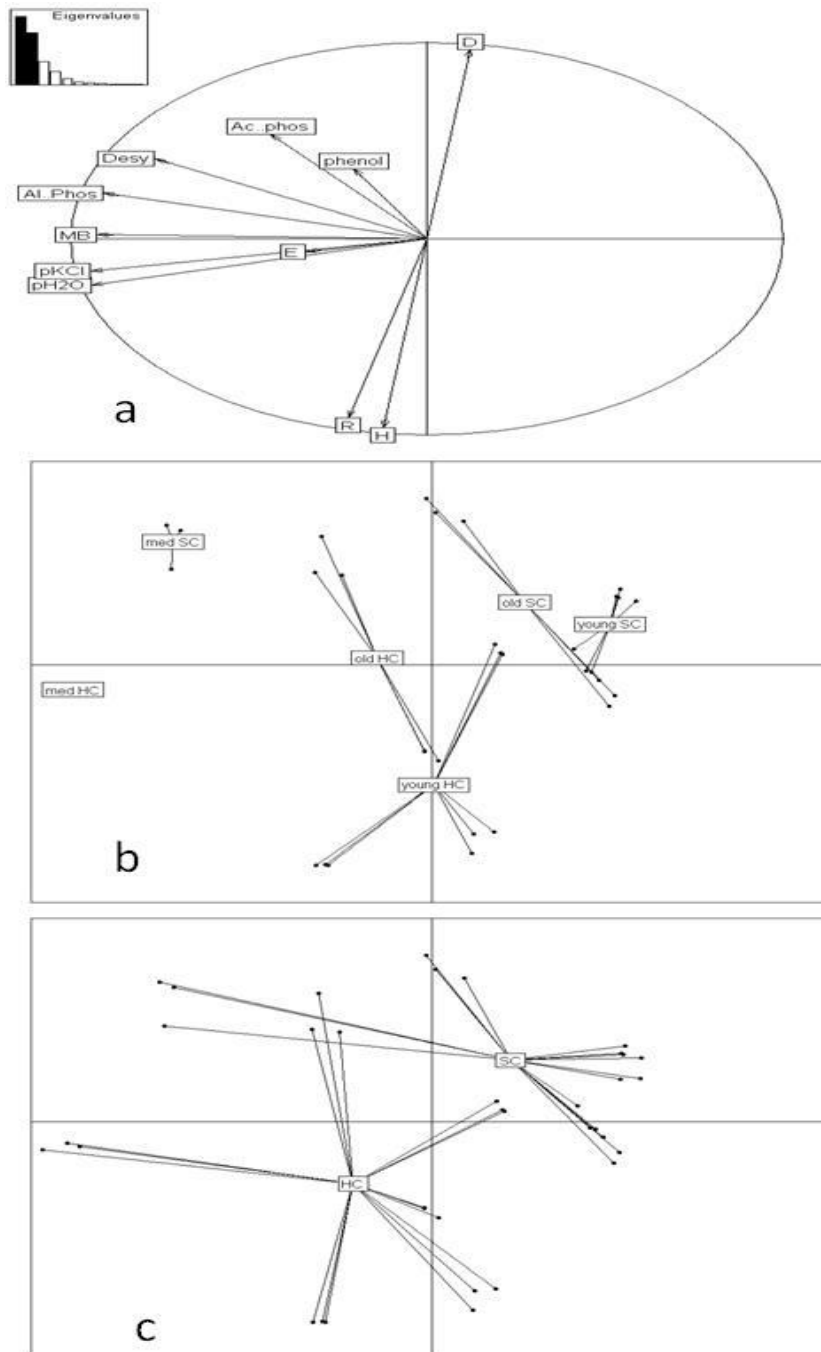 Eigenvalues
D
Ac..phos
phenol
Desy
Al..Phos
MB
E
pKCl
pH2O
R
H
a
med SC
old SC
young SC
old HC
med HC
young HC
b
SC
HC
c